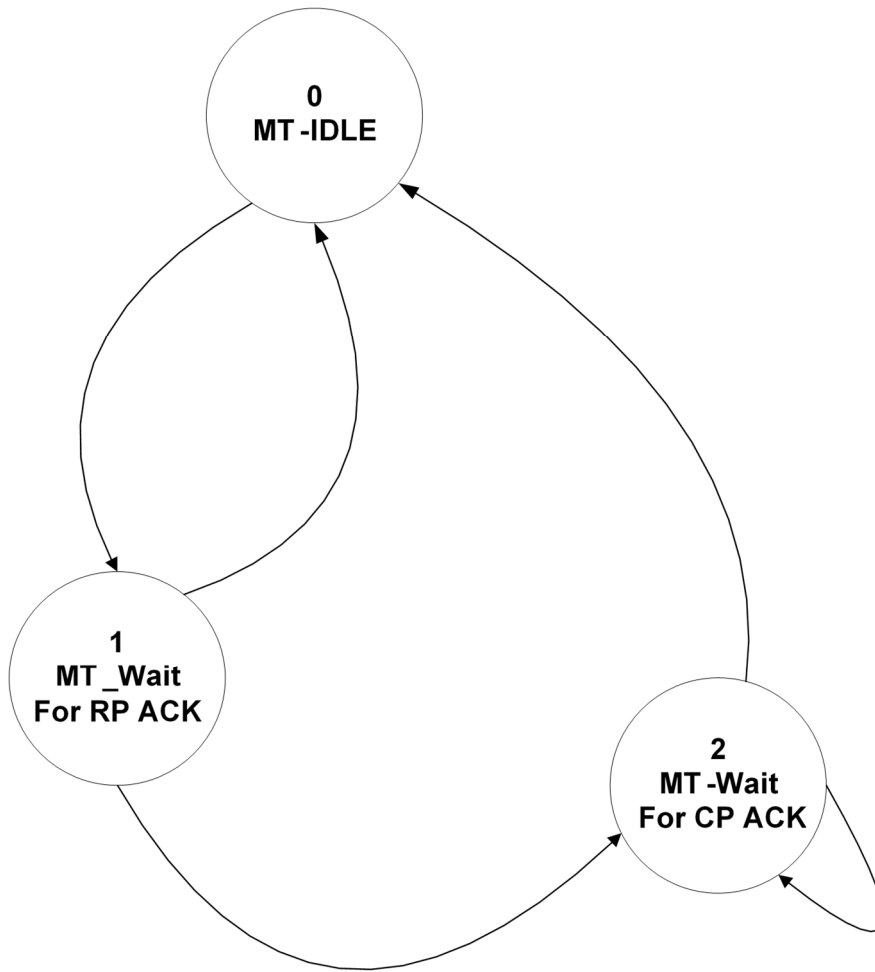 0
MT -IDLE
1
MT _Wait
For RP ACK
2
MT -Wait
For CP ACK